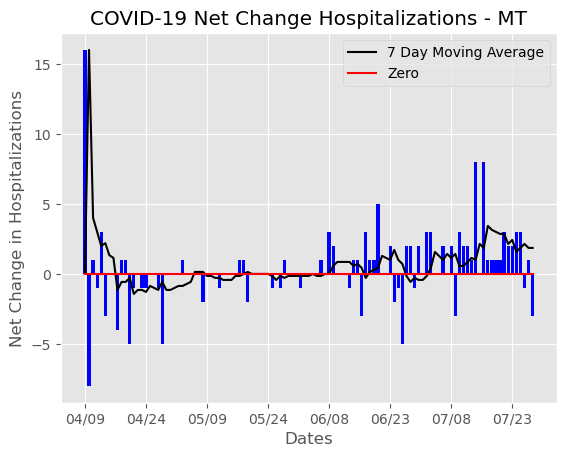 COVID-19 Net Change Hospitalizations - MT
7 Day Moving Average
Zero
Net Change in Hospitalizations
15
10
5
0
−5
04/09 04/24 05/09 05/24 06/08 06/23 07/08 07/23
Dates